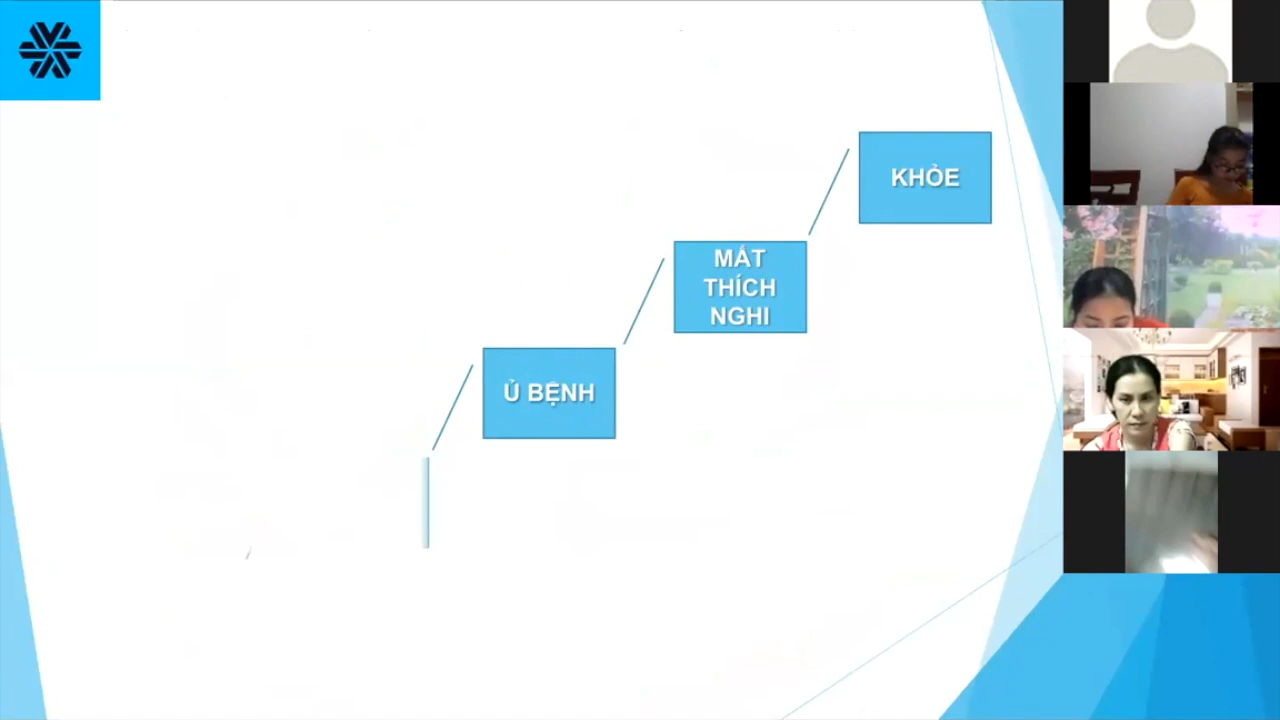 KHỎE
MẤT
THÍCH
NGHI
Ủ BỆNH